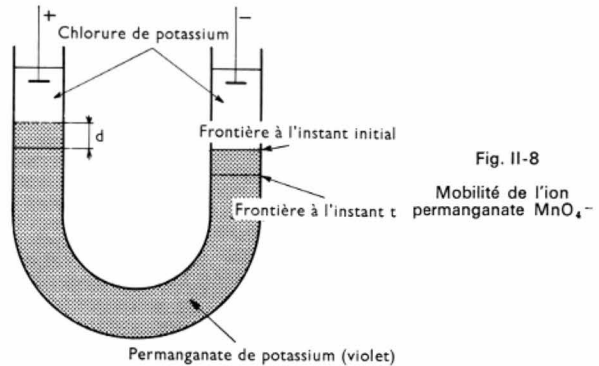 +
−
Chlorure de potassium
d
Frontière à l'instant initial
Fig. II-8
Mobilité de l'ion
permanganate MnO₄−
Frontière à l'instant t
Permanganate de potassium (violet)